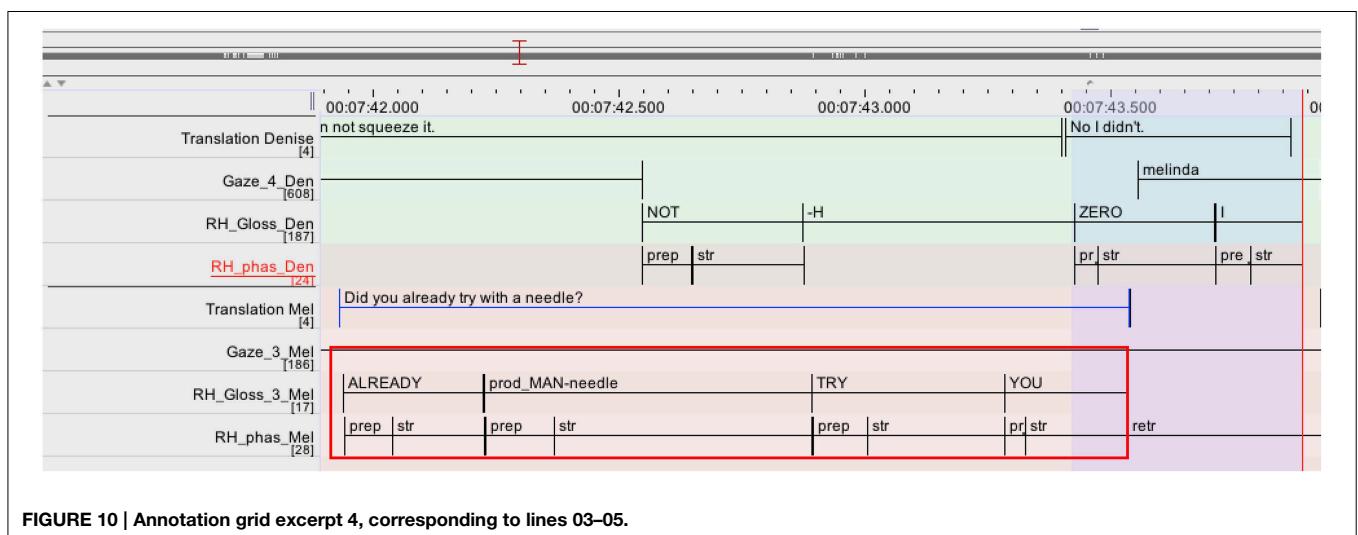 00:07:42.000 00:07:42.500 00:07:43.000 00:07:43.500 00
Translation Denise n not squeeze it. No I didn't.
[4]
Gaze_4_Den melinda
[608]
RH_Gloss_Den NOT -H ZERO I
[187]
RH_phas_Den prep str pr. str pre. str
[24]
Translation Mel Did you already try with a needle?
[4]
Gaze_3_Mel
[186]
RH_Gloss_3_Mel ALREADY prod_MAN-needle TRY YOU
[17]
RH_phas_Mel prep str prep str prep str pr. str retr
[28]
FIGURE 10 | Annotation grid excerpt 4, corresponding to lines 03–05.